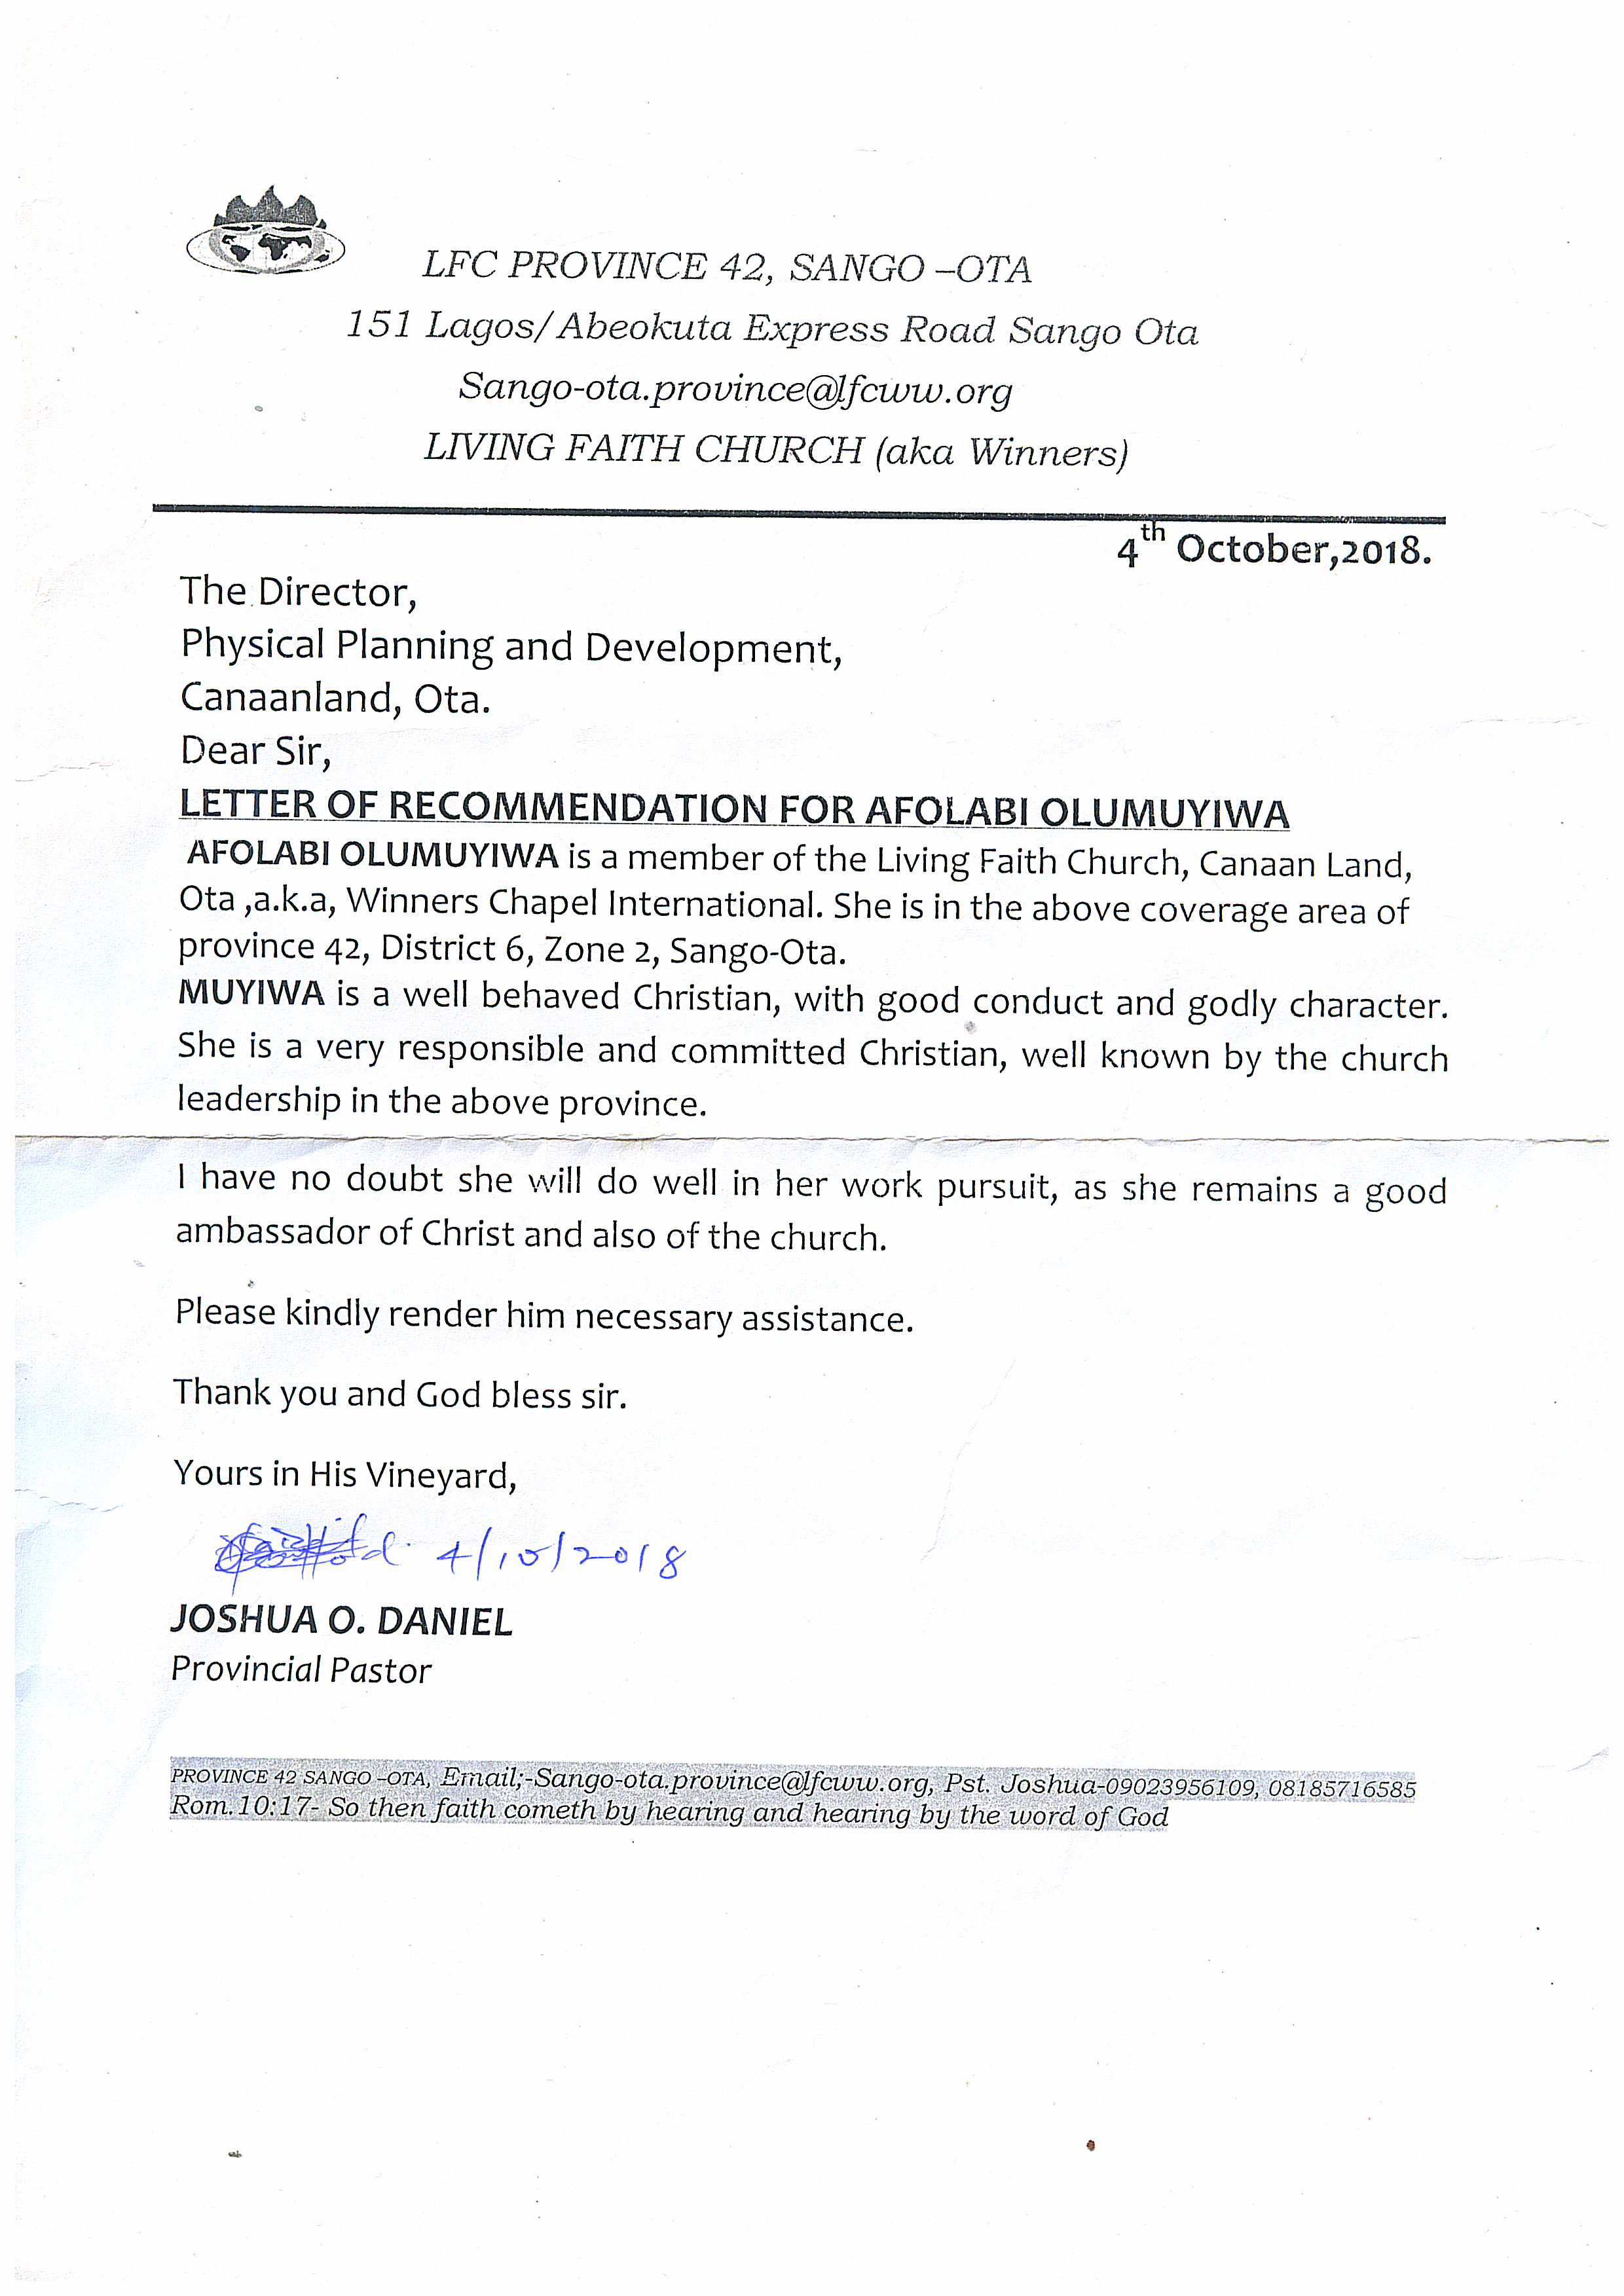 LFC PROVINCE 42, SANGO –OTA
151 Lagos/Abeokuta Express Road Sango Ota
Sango-ota.province@lfcww.org
LIVING FAITH CHURCH (aka Winners)
4th October,2018.
The Director,
Physical Planning and Development,
Canaanland, Ota.
Dear Sir,
LETTER OF RECOMMENDATION FOR AFOLABI OLUMUYIWA
AFOLABI OLUMUYIWA is a member of the Living Faith Church, Canaan Land,
Ota ,a.k.a, Winners Chapel International. She is in the above coverage area of
province 42, District 6, Zone 2, Sango-Ota.
MUYIWA is a well behaved Christian, with good conduct and godly character.
She is a very responsible and committed Christian, well known by the church
leadership in the above province.
I have no doubt she will do well in her work pursuit, as she remains a good
ambassador of Christ and also of the church.
Please kindly render him necessary assistance.
Thank you and God bless sir.
Yours in His Vineyard,
4/10/2018
JOSHUA O. DANIEL
Provincial Pastor
PROVINCE 42 SANGO –OTA, Email;-Sango-ota.province@lfcww.org, Pst. Joshua-09023956109, 08185716585
Rom.10:17- So then faith cometh by hearing and hearing by the word of God